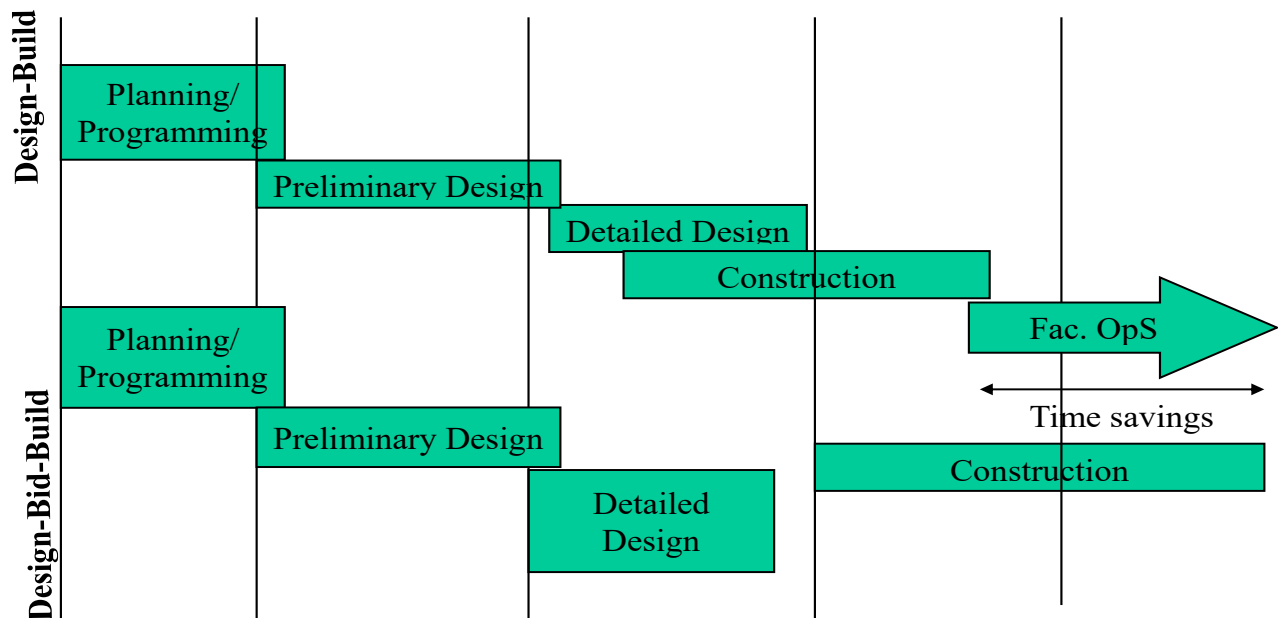 Design-Build
Planning/
Programming
Preliminary Design
Detailed Design
Construction
Fac. OpS
Time savings
Design-Bid-Build
Planning/
Programming
Preliminary Design
Detailed
Design
Construction